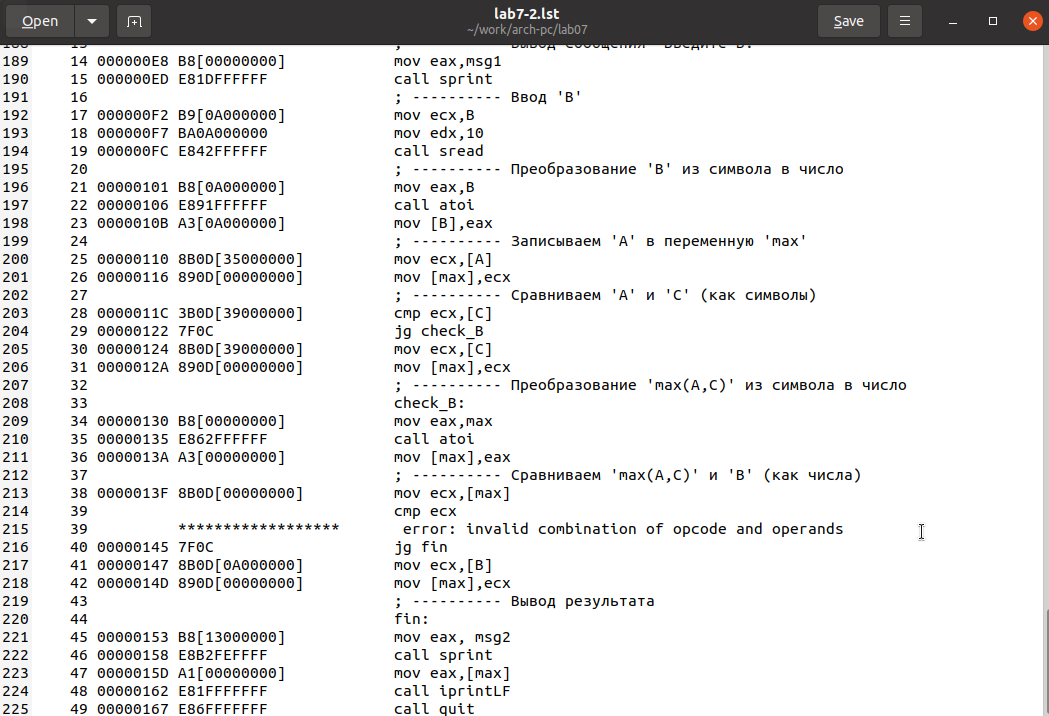 Open
lab7-2.lst
~/work/arch-pc/lab07
Save
189 14 000000E8 B8[00000000] mov eax,msg1
190 15 000000ED E81DFFFFFF call sprint
191 16 ; ---------- Ввод 'B'
192 17 000000F2 B9[0A000000] mov ecx,B
193 18 000000F7 BA0A000000 mov edx,10
194 19 000000FC E842FFFFFF call sread
195 20 ; ---------- Преобразование 'B' из символа в число
196 21 00000101 B8[0A000000] mov eax,B
197 22 00000106 E891FFFFFF call atoi
198 23 0000010B A3[0A000000] mov [B],eax
199 24 ; ---------- Записываем 'A' в переменную 'max'
200 25 00000110 8B0D[35000000] mov ecx,[A]
201 26 00000116 890D[00000000] mov [max],ecx
202 27 ; ---------- Сравниваем 'A' и 'С' (как символы)
203 28 0000011C 3B0D[39000000] cmp ecx,[C]
204 29 00000122 7F0C jg check_B
205 30 00000124 8B0D[39000000] mov ecx,[C]
206 31 0000012A 890D[00000000] mov [max],ecx
207 32 ; ---------- Преобразование 'max(A,C)' из символа в число
208 33 check_B:
209 34 00000130 B8[00000000] mov eax,max
210 35 00000135 E862FFFFFF call atoi
211 36 0000013A A3[00000000] mov [max],eax
212 37 ; ---------- Сравниваем 'max(A,C)' и 'B' (как числа)
213 38 0000013F 8B0D[00000000] mov ecx,[max]
214 39 cmp ecx
215 39 ****************** error: invalid combination of opcode and operands
216 40 00000145 7F0C jg fin
217 41 00000147 8B0D[0A000000] mov ecx,[B]
218 42 0000014D 890D[00000000] mov [max],ecx
219 43 ; ---------- Вывод результата
220 44 fin:
221 45 00000153 B8[13000000] mov eax, msg2
222 46 00000158 E8B2FEFFFF call sprint
223 47 0000015D A1[00000000] mov eax,[max]
224 48 00000162 E81FFFFFFF call iprintLF
225 49 00000167 E86FFFFFFF call quit